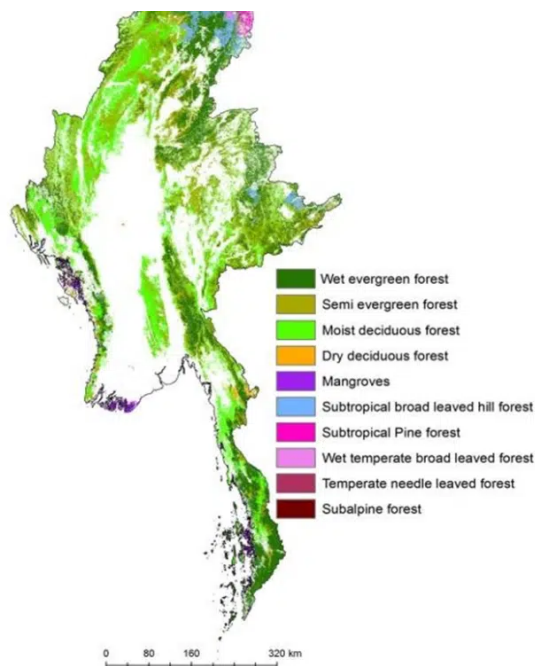 Wet evergreen forest
Semi evergreen forest
Moist deciduous forest
Dry deciduous forest
Mangroves
Subtropical broad leaved hill forest
Subtropical Pine forest
Wet temperate broad leaved forest
Temperate needle leaved forest
Subalpine forest
0 80 160 320 km